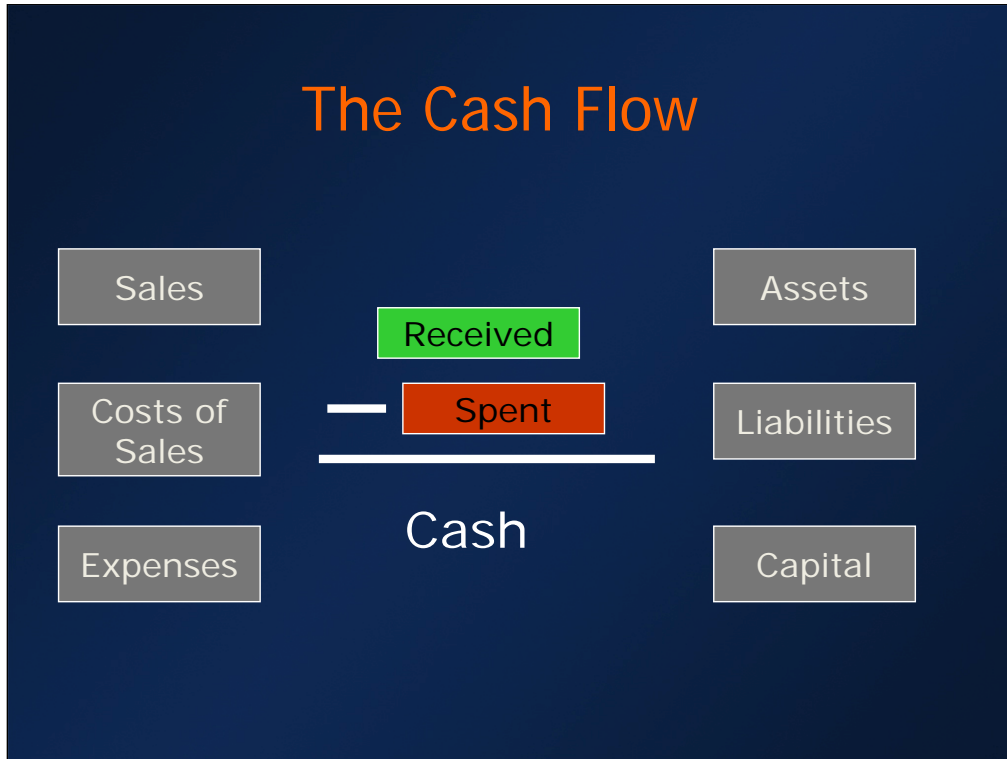 The Cash Flow
Sales
Costs of
Sales
Expenses
Received
Spent
Cash
Assets
Liabilities
Capital